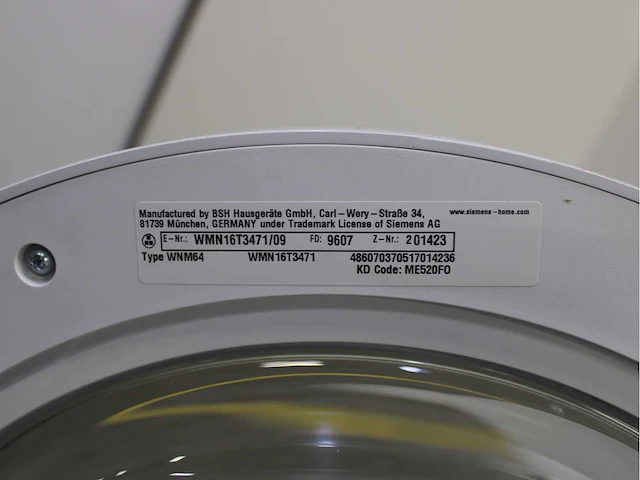 Manufactured by BSH Hausgeräte GmbH, Carl-Wery-Straße 34, www.siemens-home.com
81739 München, GERMANY under Trademark License of Siemens AG
E-Nr.: WMN16T3471/09 FD: 9607 Z-Nr.: 201423
Type WNM64 WMN16T3471 486070370517014236
KD Code: ME520FO